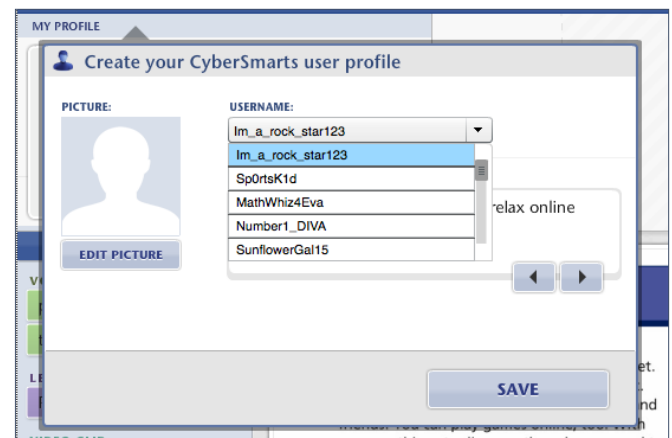 MY PROFILE
Create your CyberSmarts user profile
PICTURE:
USERNAME:
Im_a_rock_star123
Im_a_rock_star123
Sp0rtsK1d
MathWhiz4Eva
Number1_DIVA
SunflowerGal15
relax online
EDIT PICTURE
SAVE